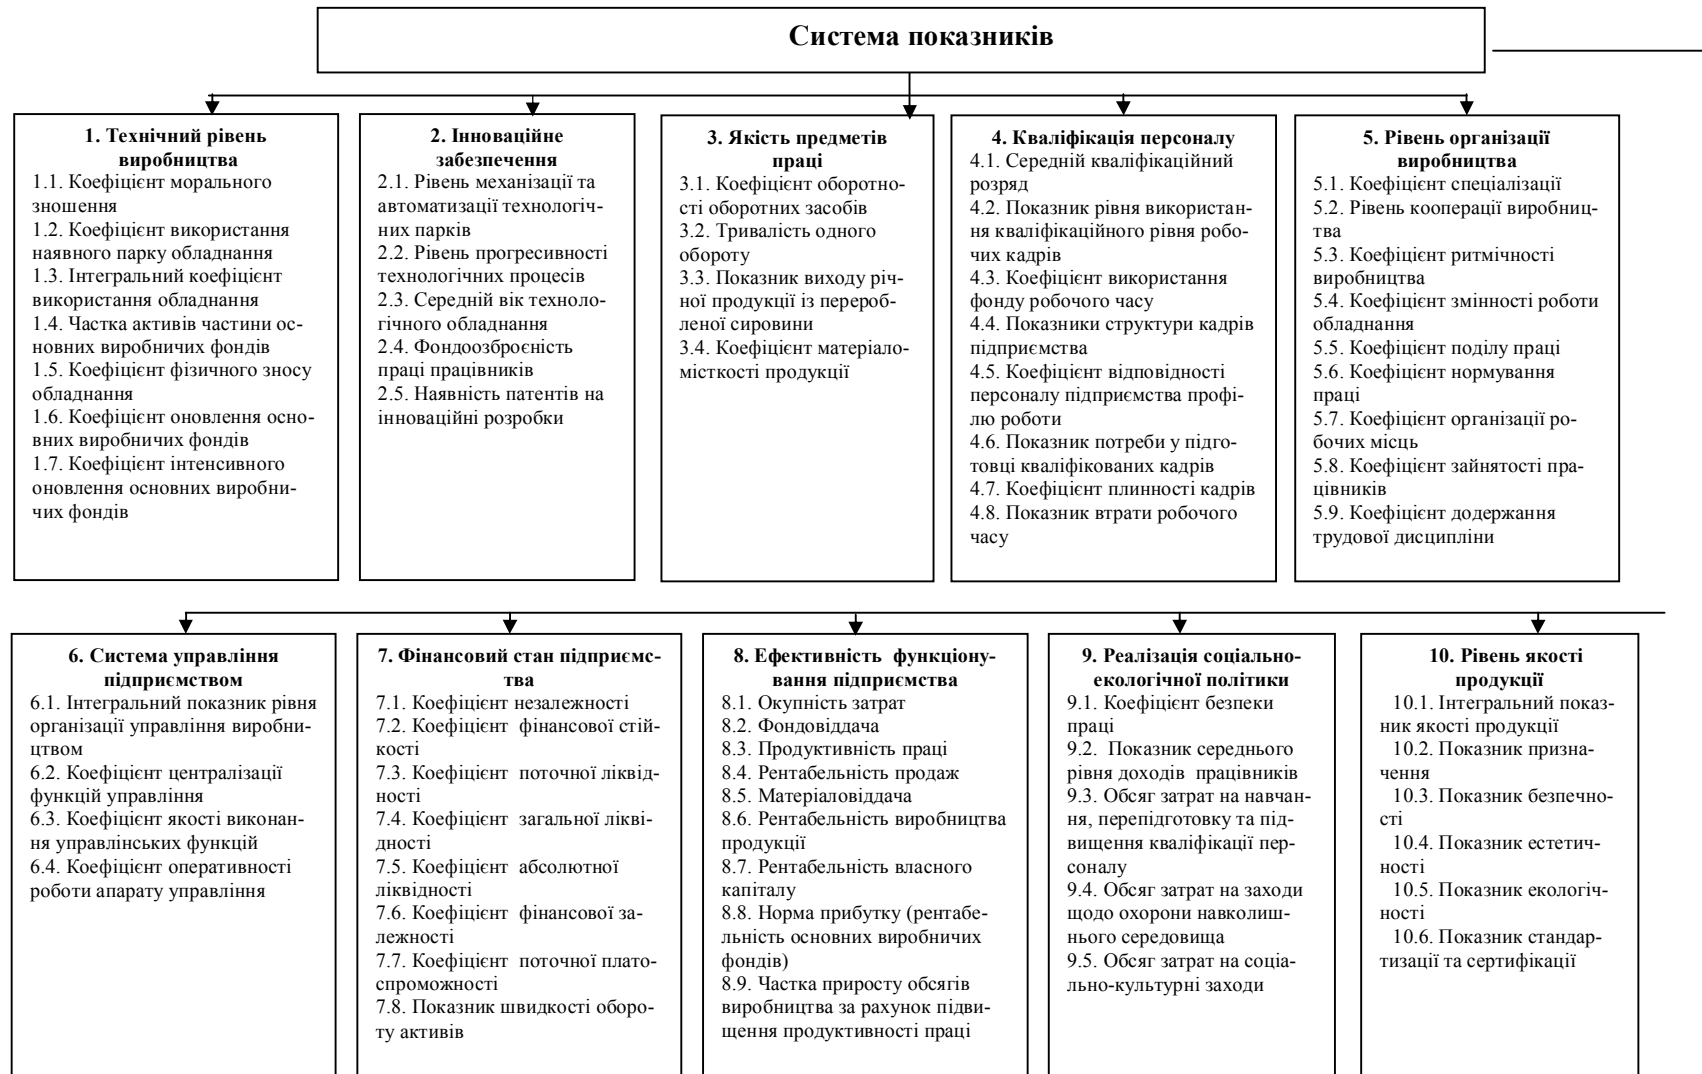 Система показників
1. Технічний рівень
виробництва
1.1. Коефіцієнт морального
зношення
1.2. Коефіцієнт використання
наявного парку обладнання
1.3. Інтегральний коефіцієнт
використання обладнання
1.4. Частка активів частини ос-
новних виробничих фондів
1.5. Коефіцієнт фізичного зносу
обладнання
1.6. Коефіцієнт оновлення осно-
вних виробничих фондів
1.7. Коефіцієнт інтенсивного
оновлення основних виробни-
чих фондів
2. Інноваційне
забезпечення
2.1. Рівень механізації та
автоматизації технологіч-
них парків
2.2. Рівень прогресивності
технологічних процесів
2.3. Середній вік техноло-
гічного обладнання
2.4. Фондоозброєність
праці працівників
2.5. Наявність патентів на
інноваційні розробки
3. Якість предметів
праці
3.1. Коефіцієнт оборотно-
сті оборотних засобів
3.2. Тривалість одного
обороту
3.3. Показник виходу річ-
ної продукції із перероб-
леної сировини
3.4. Коефіцієнт матеріало-
місткості продукції
4. Кваліфікація персоналу
4.1. Середній кваліфікаційний
розряд
4.2. Показник рівня використан-
ня кваліфікаційного рівня робо-
чих кадрів
4.3. Коефіцієнт використання
фонду робочого часу
4.4. Показники структури кадрів
підприємства
4.5. Коефіцієнт відповідності
персоналу підприємства профі-
лю роботи
4.6. Показник потреби у підго-
товці кваліфікованих кадрів
4.7. Коефіцієнт плинності кадрів
4.8. Показник втрати робочого
часу
5. Рівень організації
виробництва
5.1. Коефіцієнт спеціалізації
5.2. Рівень кооперації виробниц-
тва
5.3. Коефіцієнт ритмічності
виробництва
5.4. Коефіцієнт змінності роботи
обладнання
5.5. Коефіцієнт поділу праці
5.6. Коефіцієнт нормування
праці
5.7. Коефіцієнт організації ро-
бочих місць
5.8. Коефіцієнт зайнятості пра-
цівників
5.9. Коефіцієнт додержання
трудової дисципліни
6. Система управління
підприємством
6.1. Інтегральний показник рівня
організації управління виробни-
цтвом
6.2. Коефіцієнт централізації
функцій управління
6.3. Коефіцієнт якості виконан-
ня управлінських функцій
6.4. Коефіцієнт оперативності
роботи апарату управління
7. Фінансовий стан підприємс-
тва
7.1. Коефіцієнт незалежності
7.2. Коефіцієнт фінансової стій-
кості
7.3. Коефіцієнт поточної ліквід-
ності
7.4. Коефіцієнт загальної лікві-
дності
7.5. Коефіцієнт абсолютної
ліквідності
7.6. Коефіцієнт фінансової за-
лежності
7.7. Коефіцієнт поточної плато-
спроможності
7.8. Показник швидкості оборо-
ту активів
8. Ефективність функціону-
вання підприємства
8.1. Окупність затрат
8.2. Фондовіддача
8.3. Продуктивність праці
8.4. Рентабельність продаж
8.5. Матеріаловіддача
8.6. Рентабельність виробництва
продукції
8.7. Рентабельність власного
капіталу
8.8. Норма прибутку (рентабе-
льність основних виробничих
фондів)
8.9. Частка приросту обсягів
виробництва за рахунок підви-
щення продуктивності праці
9. Реалізація соціально-
екологічної політики
9.1. Коефіцієнт безпеки
праці
9.2. Показник середнього
рівня доходів працівників
9.3. Обсяг затрат на навчан-
ня, перепідготовку та під-
вищення кваліфікації пер-
соналу
9.4. Обсяг затрат на заходи
щодо охорони навколиш-
нього середовища
9.5. Обсяг затрат на соціа-
льно-культурні заходи
10. Рівень якості
продукції
10.1. Інтегральний показ-
ник якості продукції
10.2. Показник призна-
чення
10.3. Показник безпечно-
сті
10.4. Показник естетич-
ності
10.5. Показник екологіч-
ності
10.6. Показник стандар-
тизації та сертифікації